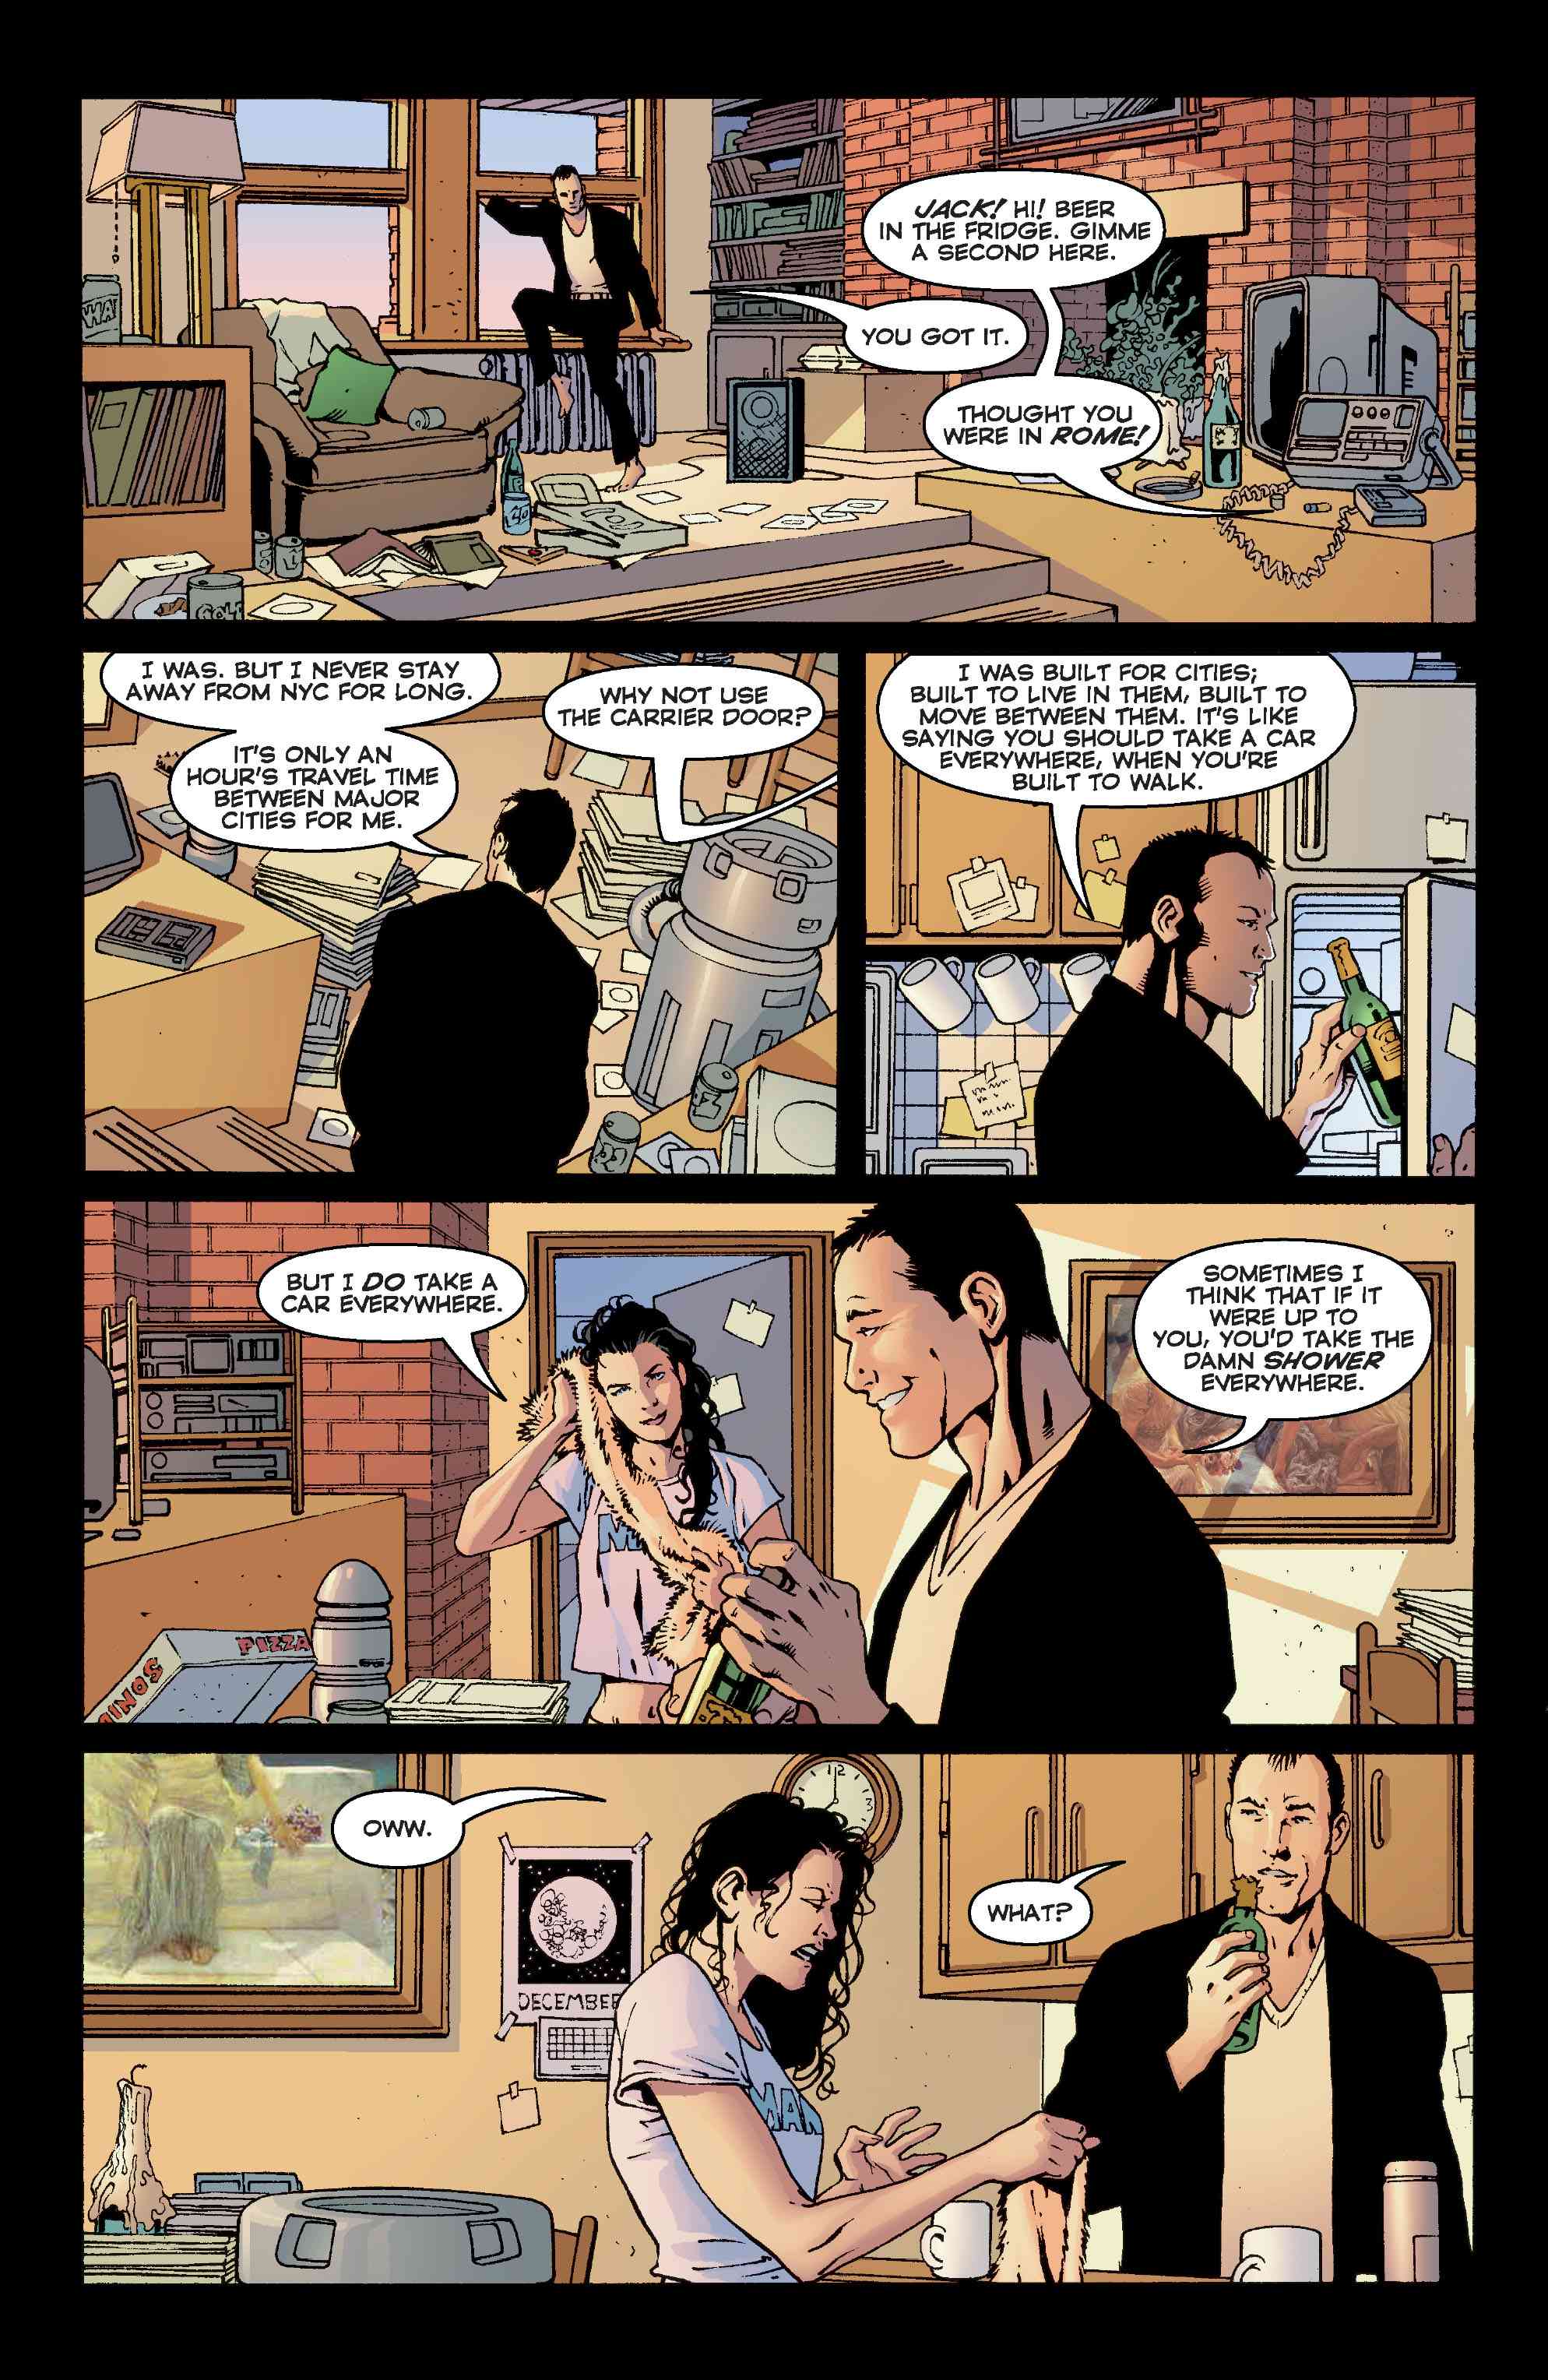 JACK! HI! BEER
IN THE FRIDGE. GIMME
A SECOND HERE.
YOU GOT IT.
THOUGHT YOU
WERE IN ROME!
COLA
I WAS. BUT I NEVER STAY
AWAY FROM NYC FOR LONG.
IT'S ONLY AN
HOUR'S TRAVEL TIME
BETWEEN MAJOR
CITIES FOR ME.
WHY NOT USE
THE CARRIER DOOR?
I WAS BUILT FOR CITIES;
BUILT TO LIVE IN THEM, BUILT TO
MOVE BETWEEN THEM. IT'S LIKE
SAYING YOU SHOULD TAKE A CAR
EVERYWHERE, WHEN YOU'RE
BUILT TO WALK.
BUT I DO TAKE A
CAR EVERYWHERE.
SOMETIMES I
THINK THAT IF IT
WERE UP TO
YOU, YOU'D TAKE THE
DAMN SHOWER
EVERYWHERE.
PIZZA
MINOS
OWW.
WHAT?
12
3
DECEMBER
MAN